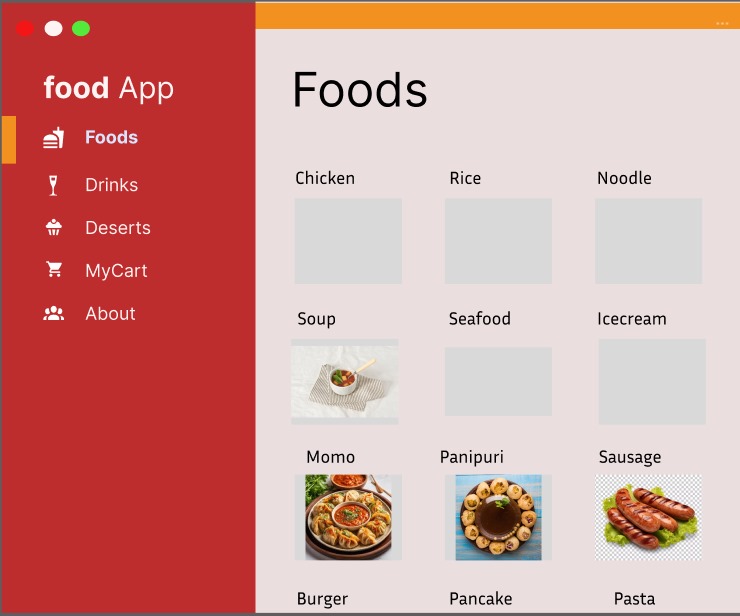 food App
Foods
Drinks
Deserts
MyCart
About
Foods
Chicken Rice Noodle
Soup Seafood Icecream
Momo Panipuri Sausage
Burger Pancake Pasta